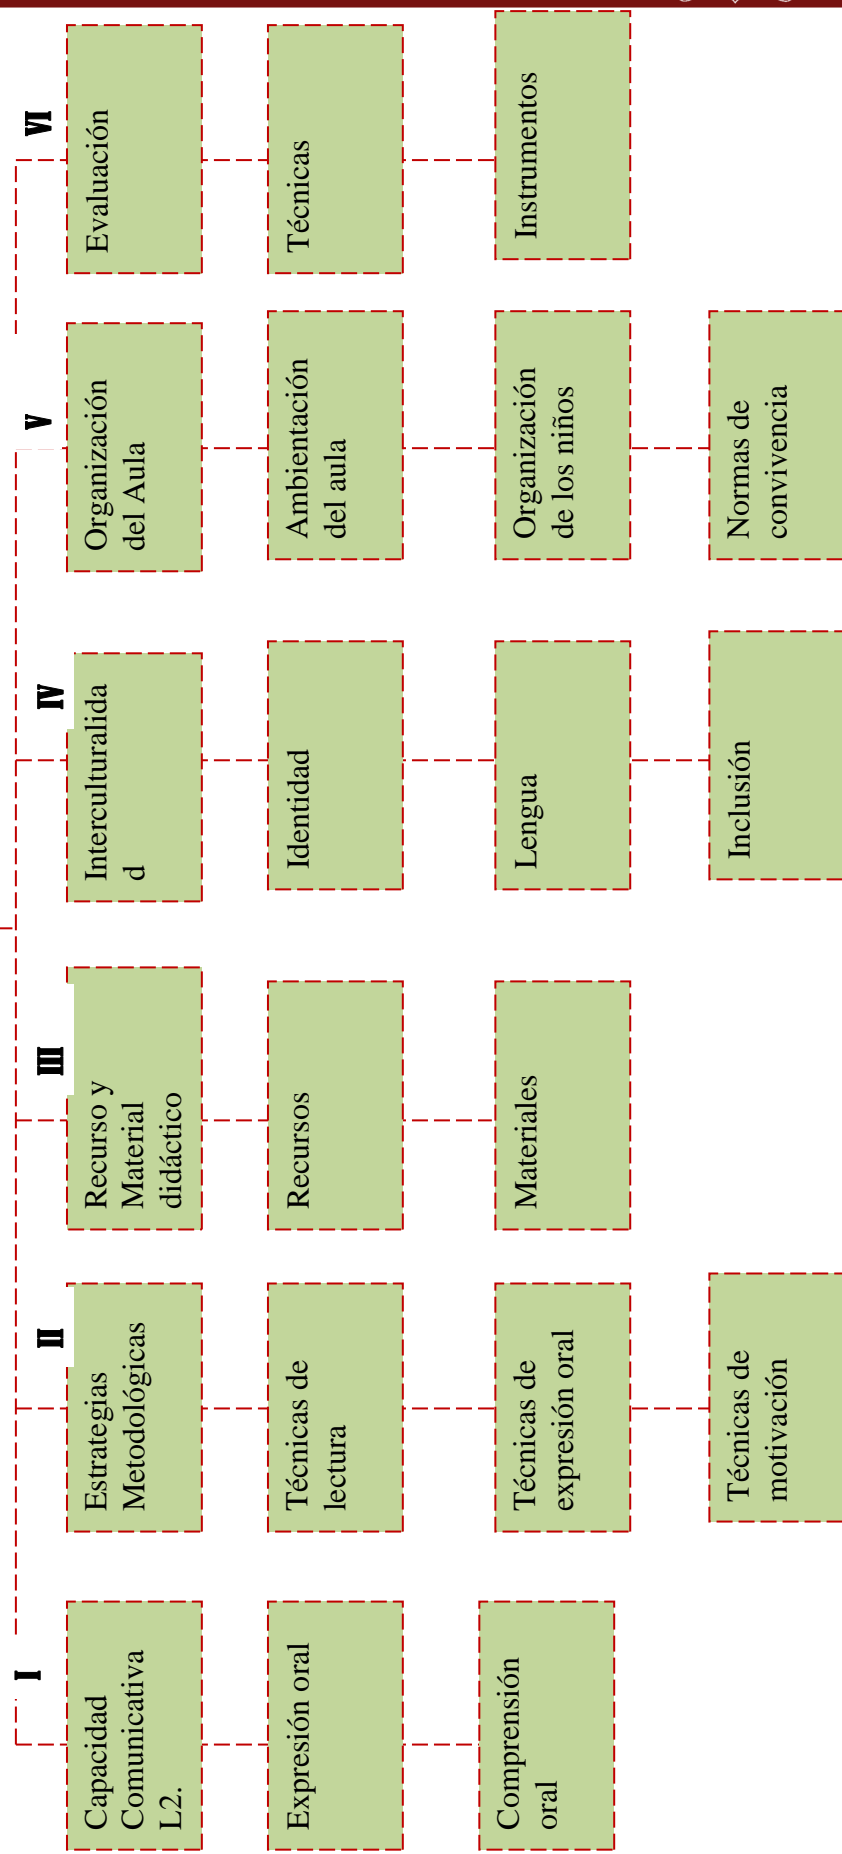 I
Capacidad
Comunicativa
L2.
Expresión oral
Comprensión
oral
II
Estrategias
Metodológicas
Técnicas de
lectura
Técnicas de
expresión oral
Técnicas de
motivación
III
Recurso y
Material
didáctico
Recursos
Materiales
IV
Interculturalida
d
Identidad
Lengua
Inclusión
V
Organización
del Aula
Ambientación
del aula
Organización
de los niños
Normas de
convivencia
VI
Evaluación
Técnicas
Instrumentos